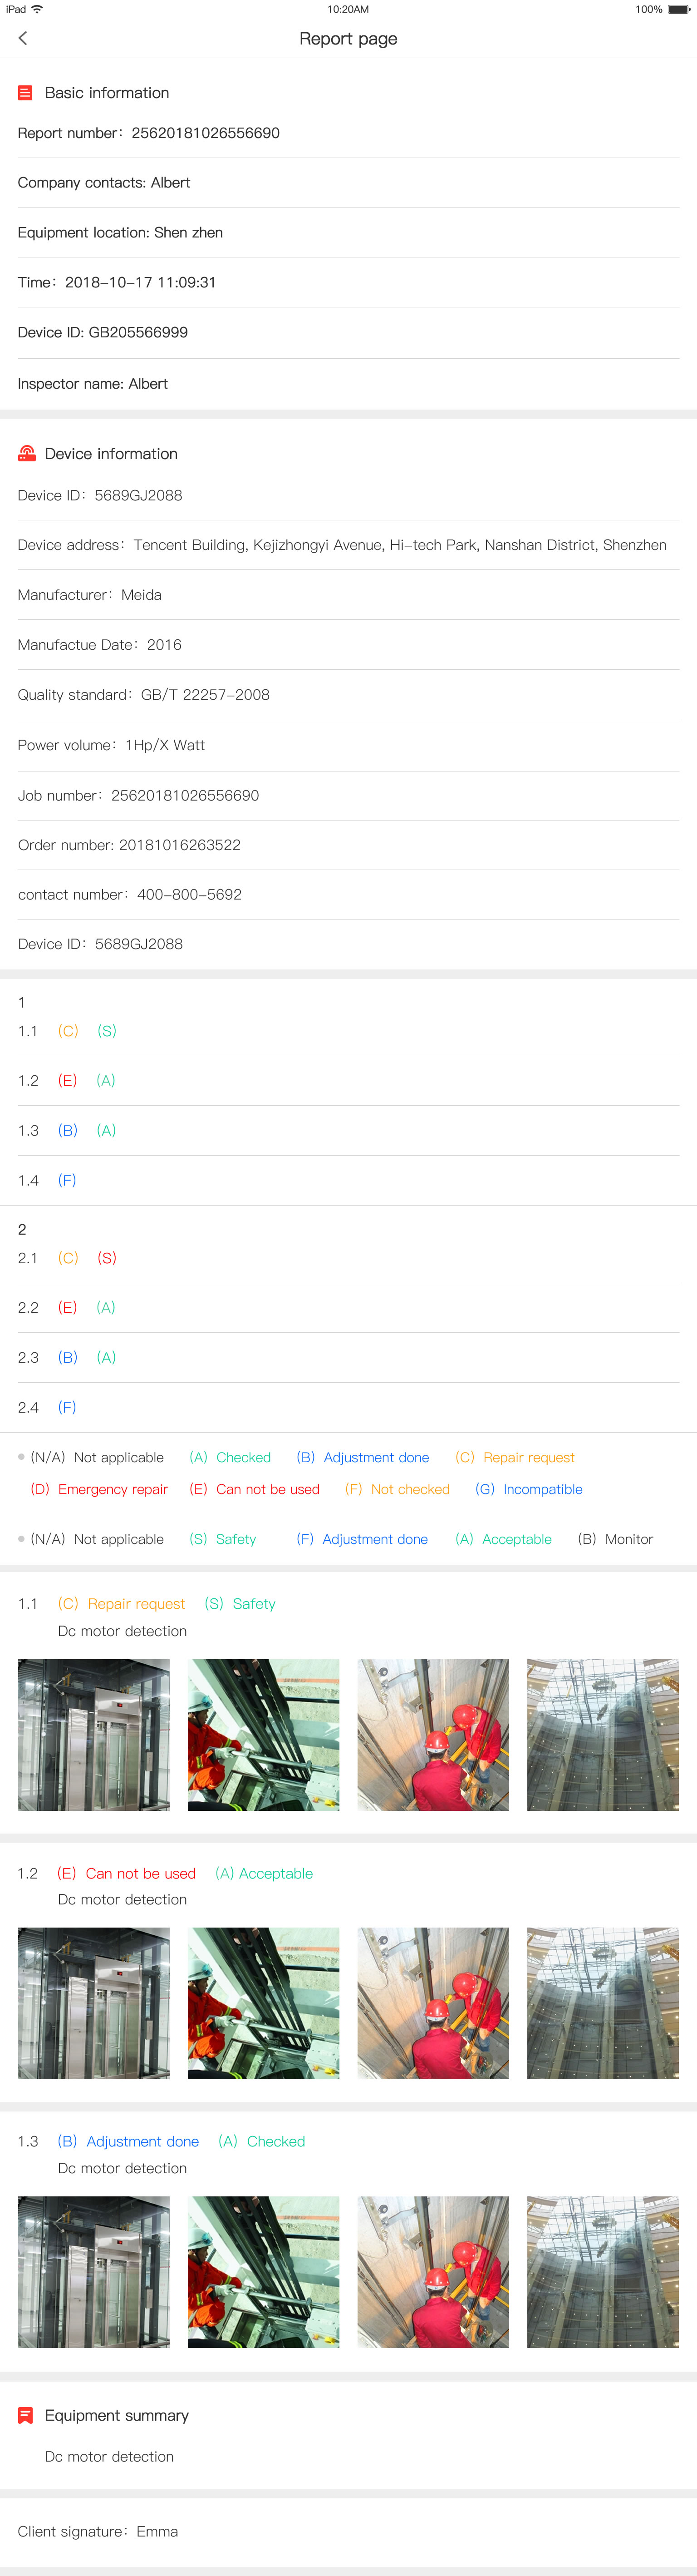 iPad 10:20AM 100%
Report page
Basic information
Report number：25620181026556690
Company contacts: Albert
Equipment location: Shen zhen
Time：2018-10-17 11:09:31
Device ID: GB205566999
Inspector name: Albert
Device information
Device ID：5689GJ2088
Device address：Tencent Building, Kejizhongyi Avenue, Hi-tech Park, Nanshan District, Shenzhen
Manufacturer：Meida
Manufactue Date：2016
Quality standard：GB/T 22257-2008
Power volume：1Hp/X Watt
Job number：25620181026556690
Order number: 20181016263522
contact number：400-800-5692
Device ID：5689GJ2088
1
1.1 (C) (S)
1.2 (E) (A)
1.3 (B) (A)
1.4 (F)
2
2.1 (C) (S)
2.2 (E) (A)
2.3 (B) (A)
2.4 (F)
(N/A) Not applicable (A) Checked (B) Adjustment done (C) Repair request
(D) Emergency repair (E) Can not be used (F) Not checked (G) Incompatible
(N/A) Not applicable (S) Safety (F) Adjustment done (A) Acceptable (B) Monitor
1.1 (C) Repair request (S) Safety
Dc motor detection
1.2 (E) Can not be used (A) Acceptable
Dc motor detection
1.3 (B) Adjustment done (A) Checked
Dc motor detection
Equipment summary
Dc motor detection
Client signature：Emma